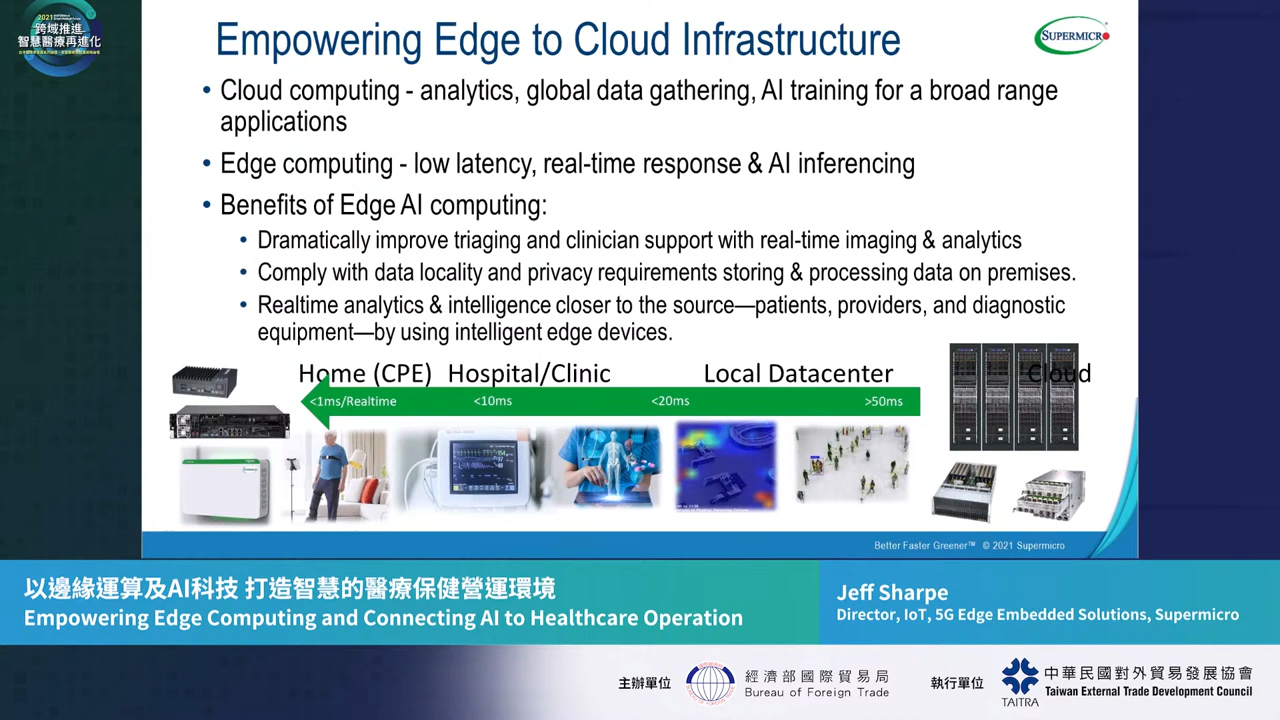 2021
跨域推進
智慧醫療再進化
Empowering Edge to Cloud Infrastructure
SUPERMICRO
• Cloud computing - analytics, global data gathering, AI training for a broad range
applications
• Edge computing - low latency, real-time response & AI inferencing
• Benefits of Edge AI computing:
• Dramatically improve triaging and clinician support with real-time imaging & analytics
• Comply with data locality and privacy requirements storing & processing data on premises.
• Realtime analytics & intelligence closer to the source—patients, providers, and diagnostic
equipment—by using intelligent edge devices.
Home (CPE) Hospital/Clinic Local Datacenter Cloud
<1ms/Realtime <10ms <20ms >50ms
Better Faster Greener™ © 2021 Supermicro
以邊緣運算及AI科技 打造智慧的醫療保健營運環境
Empowering Edge Computing and Connecting AI to Healthcare Operation
Jeff Sharpe
Director, IoT, 5G Edge Embedded Solutions, Supermicro
主辦單位
經濟部國際貿易局
Bureau of Foreign Trade
執行單位
TAITRA
中華民國對外貿易發展協會
Taiwan External Trade Development Council